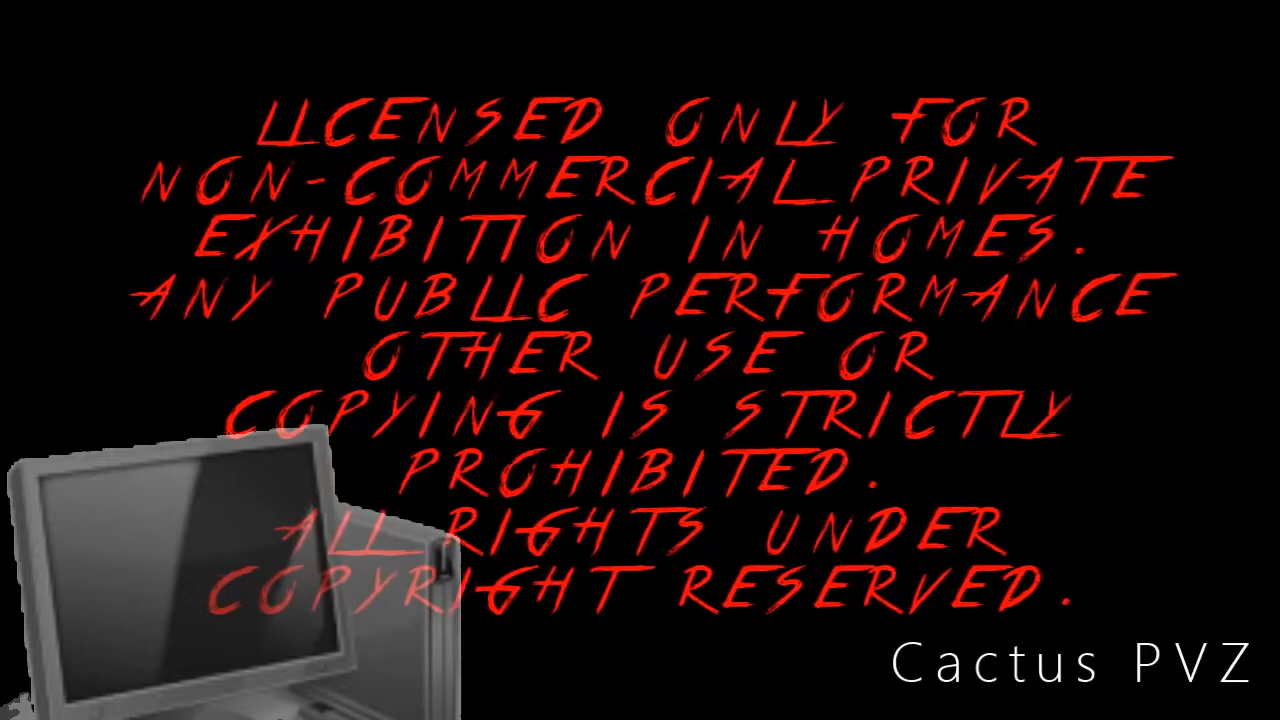 LICENSED ONLY FOR
NON-COMMERCIAL PRIVATE
EXHIBITION IN HOMES.
ANY PUBLIC PERFORMANCE
OTHER USE OR
COPYING IS STRICTLY
PROHIBITED.
ALL RIGHTS UNDER
COPYRIGHT RESERVED.
Cactus PVZ